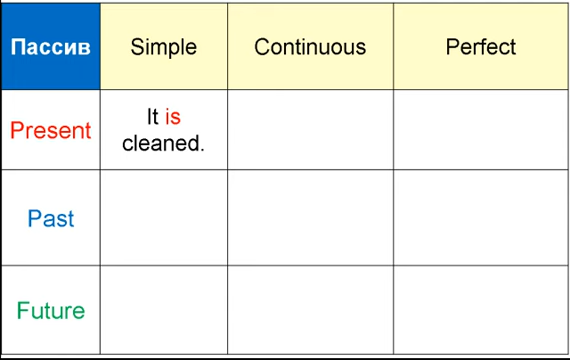 Пассив Simple Continuous Perfect
Present It is
cleaned.
Past
Future